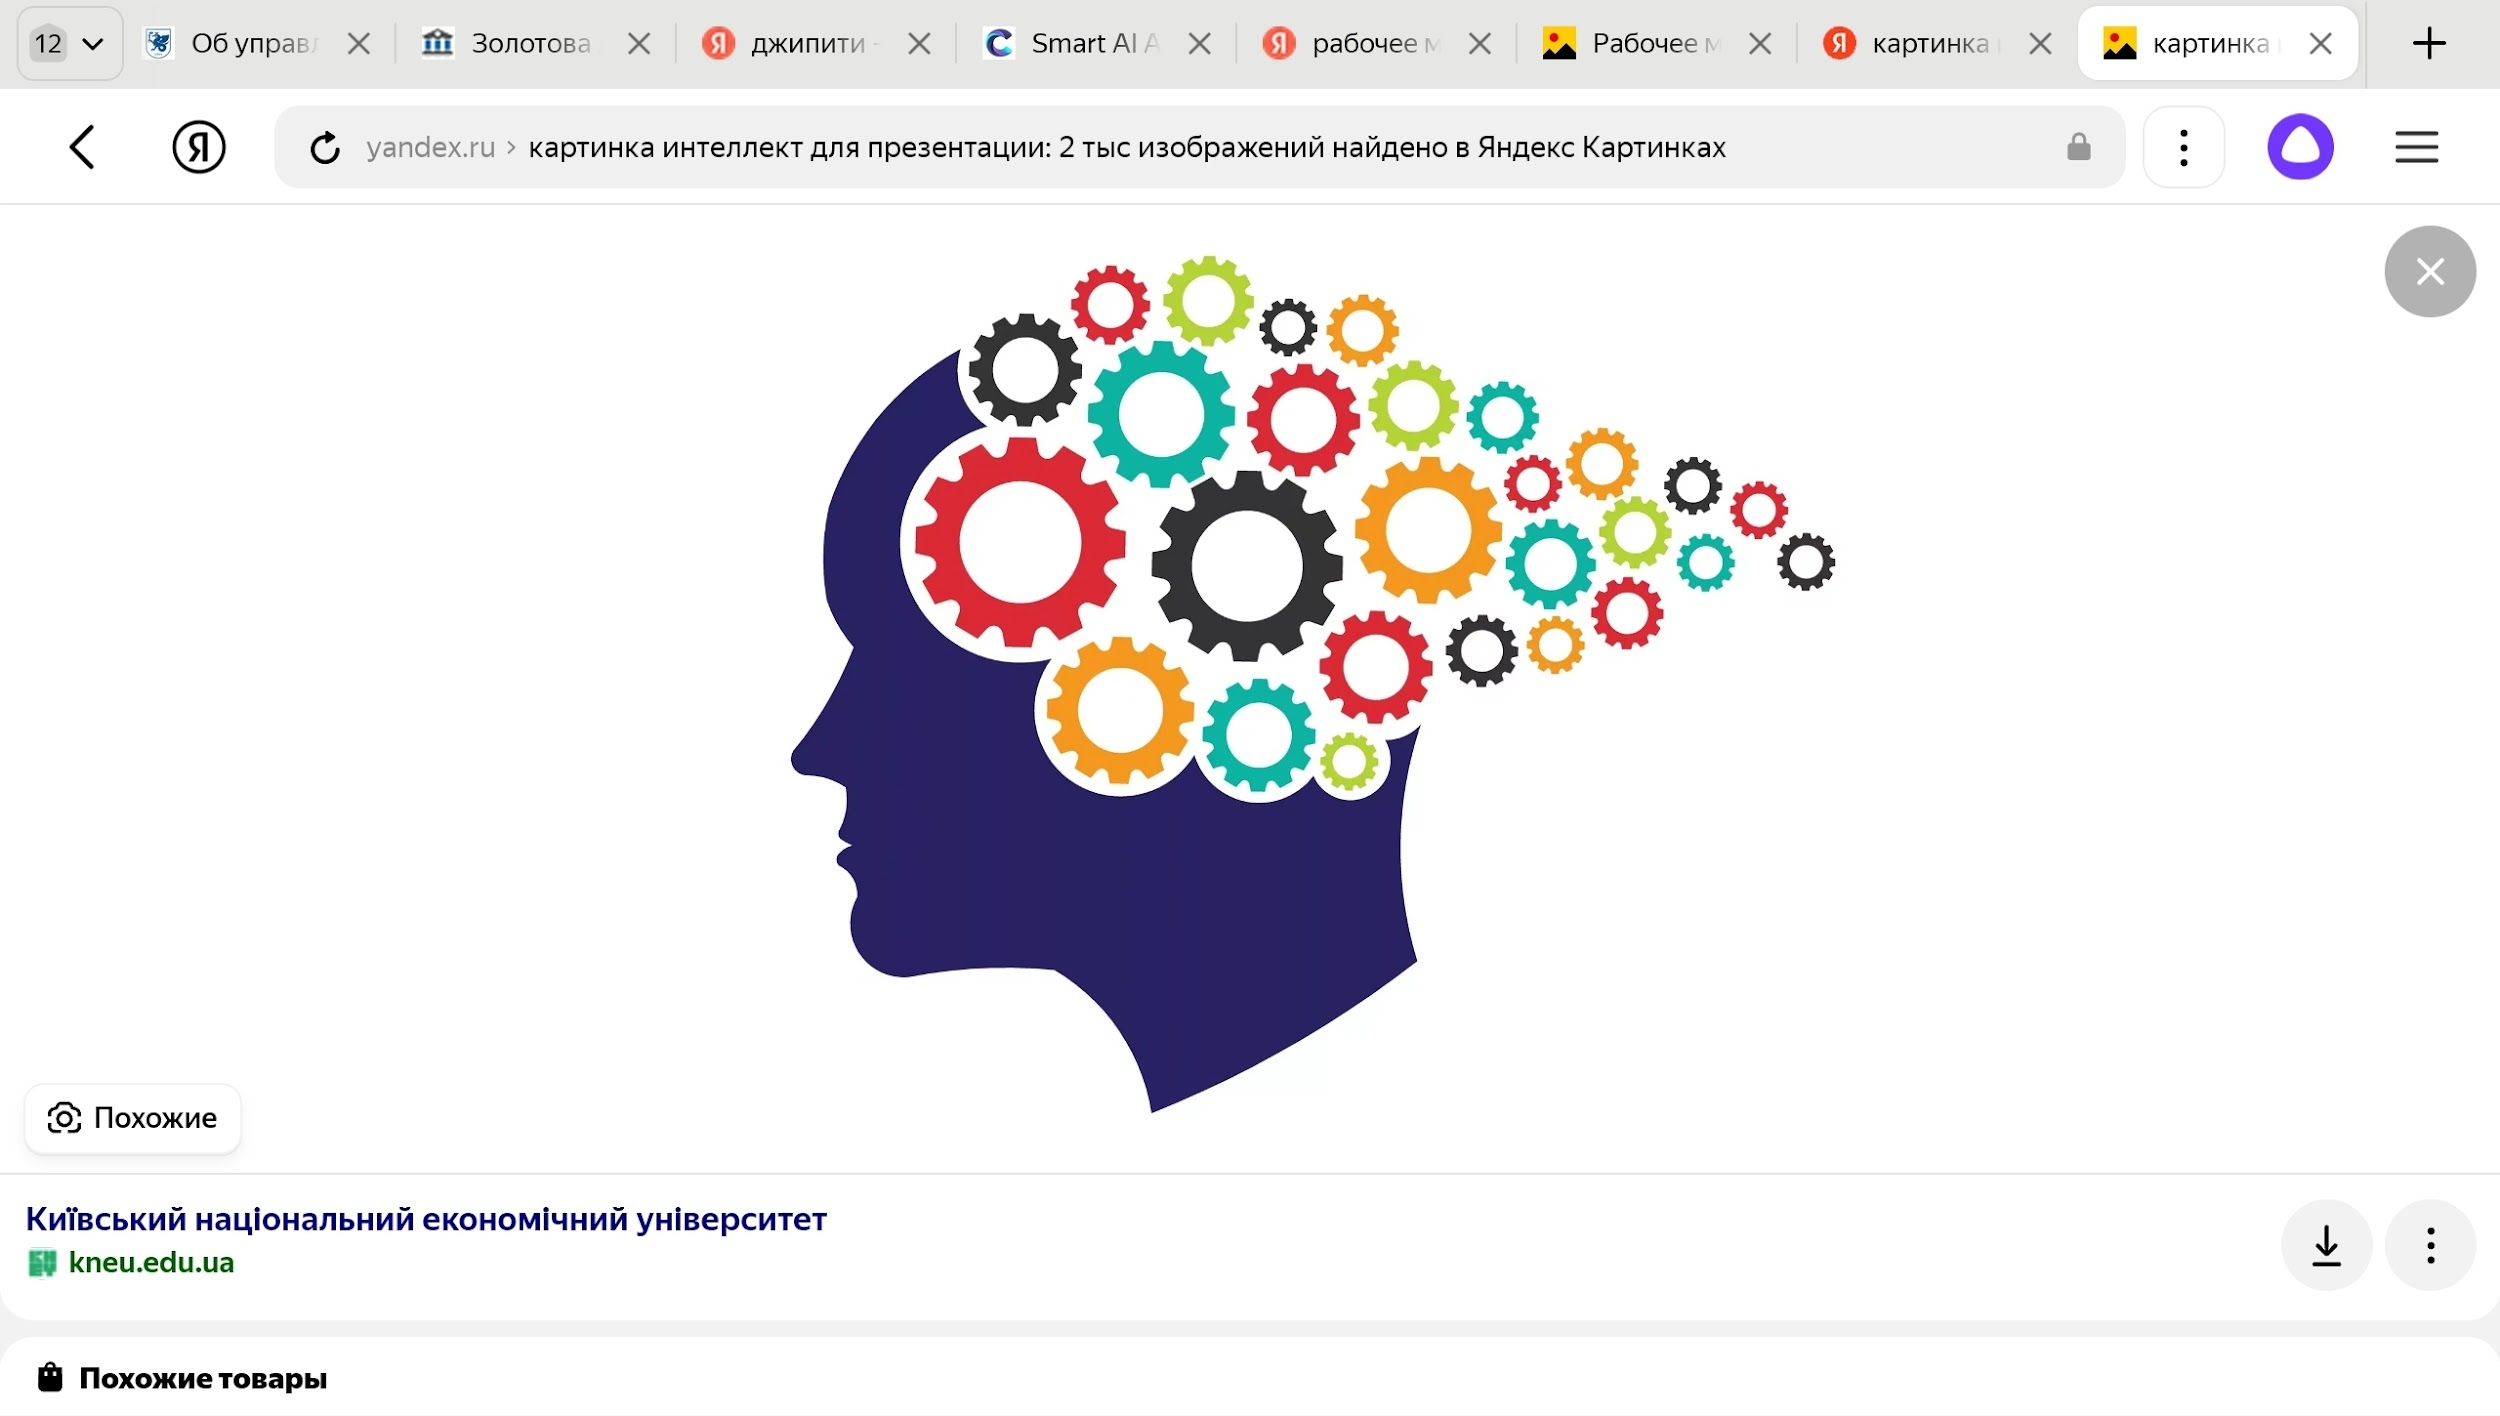 12
Об управл
Золотова
джипити -
Smart AI A
рабочее м
Рабочее м
картинка
картинка
yandex.ru › картинка интеллект для презентации: 2 тыс изображений найдено в Яндекс Картинках
Похожие
Київський національний економічний університет
kneu.edu.ua
Похожие товары